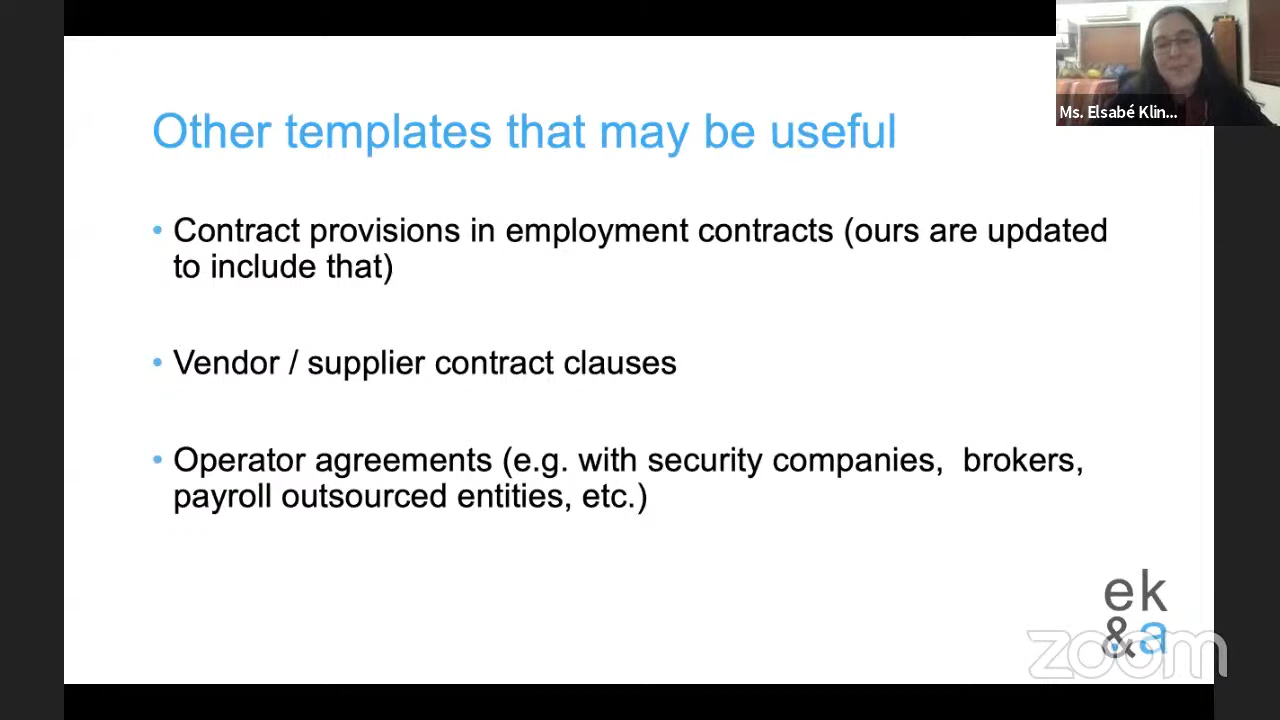 Ms. Elsabé Klin...
Other templates that may be useful
• Contract provisions in employment contracts (ours are updated
to include that)
• Vendor / supplier contract clauses
• Operator agreements (e.g. with security companies,  brokers,
payroll outsourced entities, etc.)
ek
&a
zoom